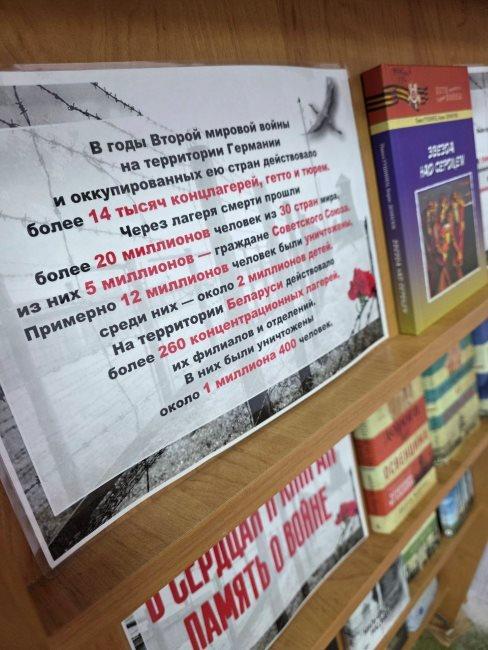 В годы Второй мировой войны
на территории Германии
и оккупированных ею стран действовало
более 14 тысяч концлагерей, гетто и тюрем.
Через лагеря смерти прошли
более 20 миллионов человек из 30 стран мира,
из них 5 миллионов — граждане Советского Союза.
Примерно 12 миллионов человек были уничтожены,
среди них — около 2 миллионов детей.
На территории Беларуси действовало
более 260 концентрационных лагерей,
их филиалов и отделений.
В них были уничтожены
около 1 миллиона 400 человек.
ЗВЕЗДА
НАД СЕРДЦЕМ
В СЕРДЦАХ И КНИГАХ
ПАМЯТЬ О ВОЙНЕ